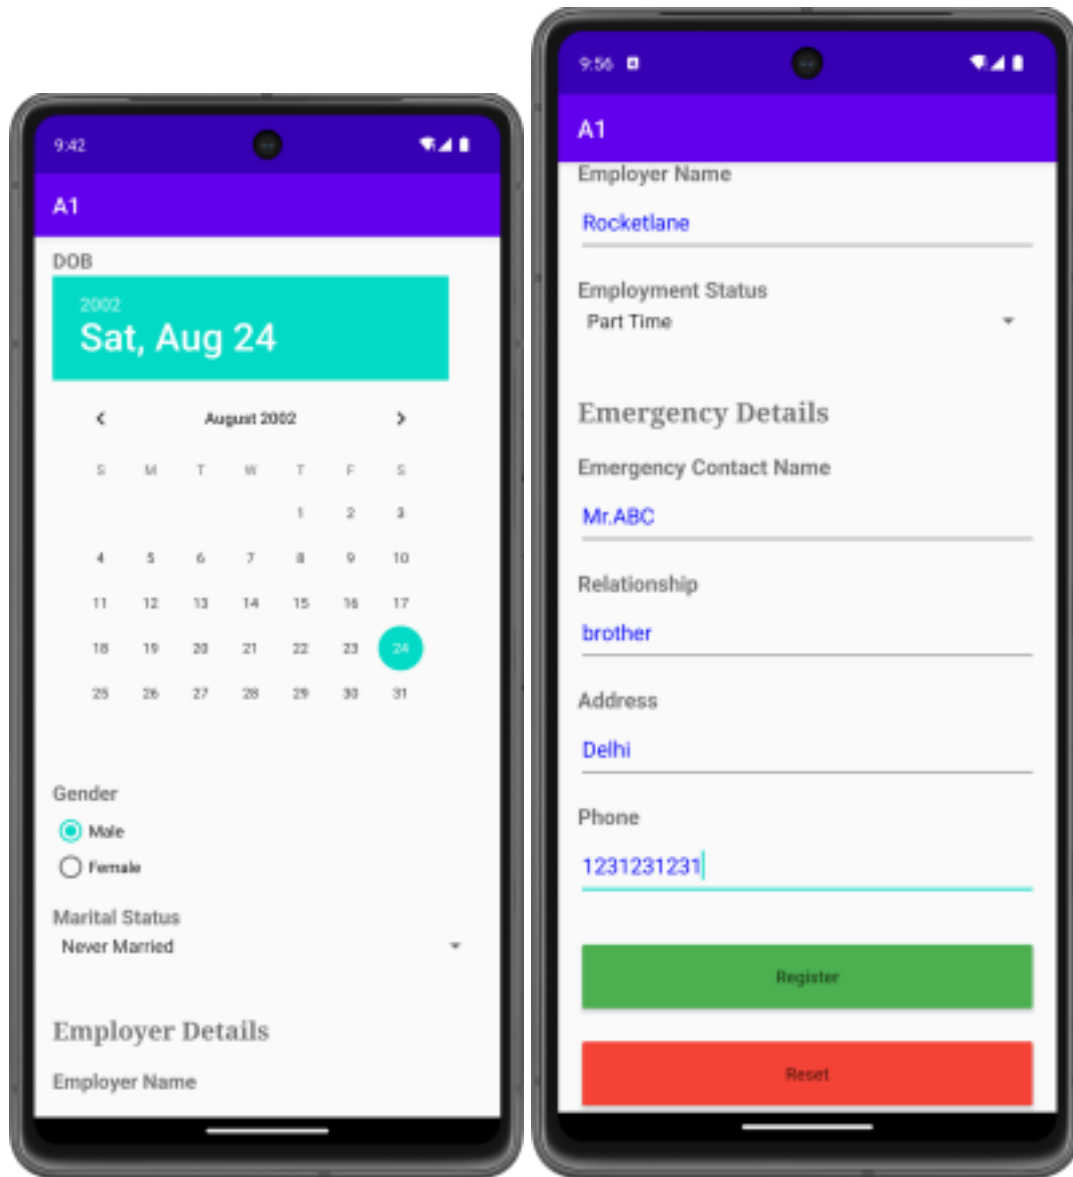 9:42
A1
DOB
2002
Sat, Aug 24
August 2002
S M T W T F S
1 2 3
4 5 6 7 8 9 10
11 12 13 14 15 16 17
18 19 20 21 22 23 24
25 26 27 28 29 30 31
Gender
Male
Female
Marital Status
Never Married
Employer Details
Employer Name
9:56
A1
Employer Name
Rocketlane
Employment Status
Part Time
Emergency Details
Emergency Contact Name
Mr.ABC
Relationship
brother
Address
Delhi
Phone
1231231231
Register
Reset